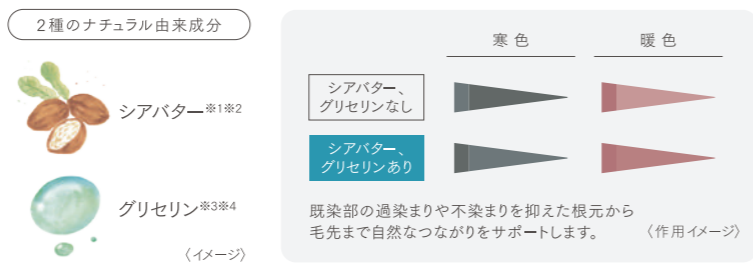 2種のナチュラル由来成分
シアバター※1※2
グリセリン※3※4
〈イメージ〉
寒色
暖色
シアバター、
グリセリンなし
シアバター、
グリセリンあり
既染部の過染まりや不染まりを抑えた根元から
毛先まで自然なつながりをサポートします。
〈作用イメージ〉